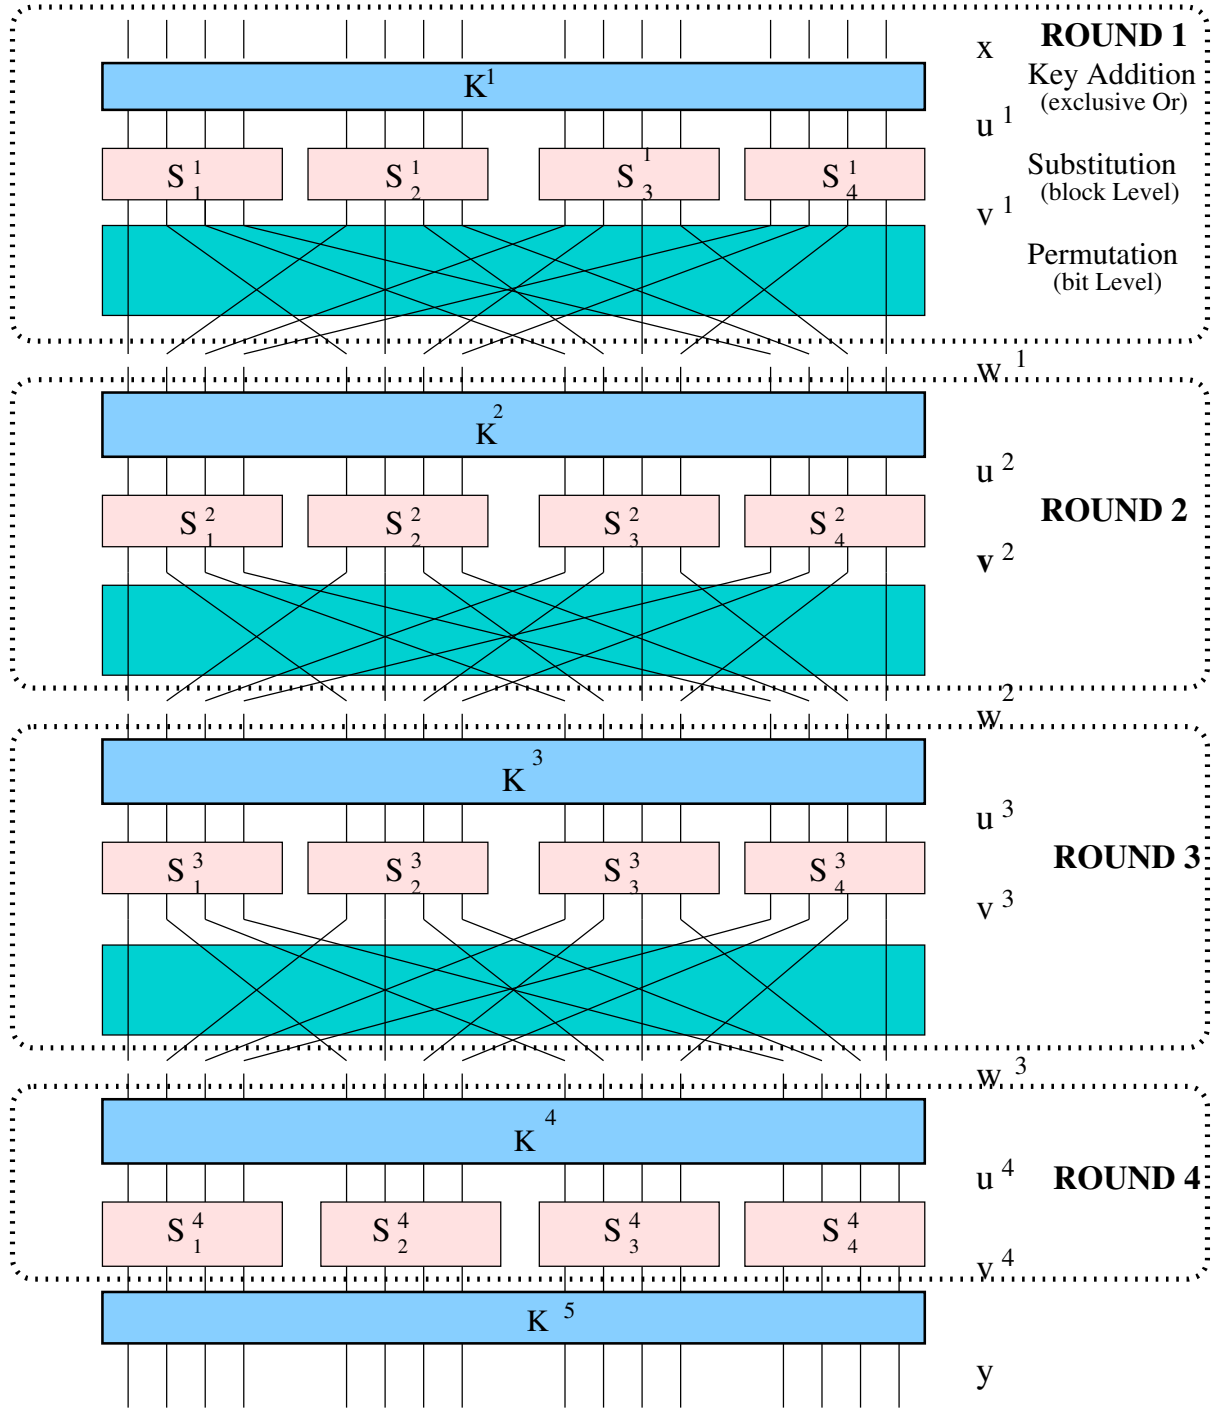 x ROUND 1
K 1 Key Addition
(exclusive Or)
u 1
S 1 1 S 1 2 S 1 3 S 1 4 Substitution
(block Level)
v 1
Permutation
(bit Level)
w 1
K 2
u 2
S 2 1 S 2 2 S 2 3 S 2 4 ROUND 2
v 2
w 2
K 3
u 3
S 3 1 S 3 2 S 3 3 S 3 4 ROUND 3
v 3
w 3
K 4
u 4 ROUND 4
S 4 1 S 4 2 S 4 3 S 4 4
v 4
K 5
y